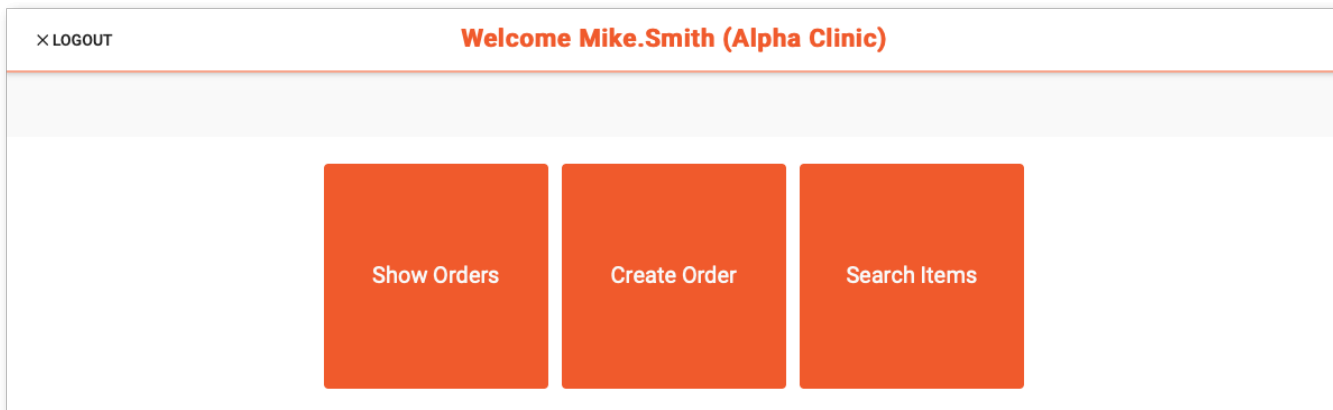 × LOGOUT
Welcome Mike.Smith (Alpha Clinic)
Show Orders
Create Order
Search Items